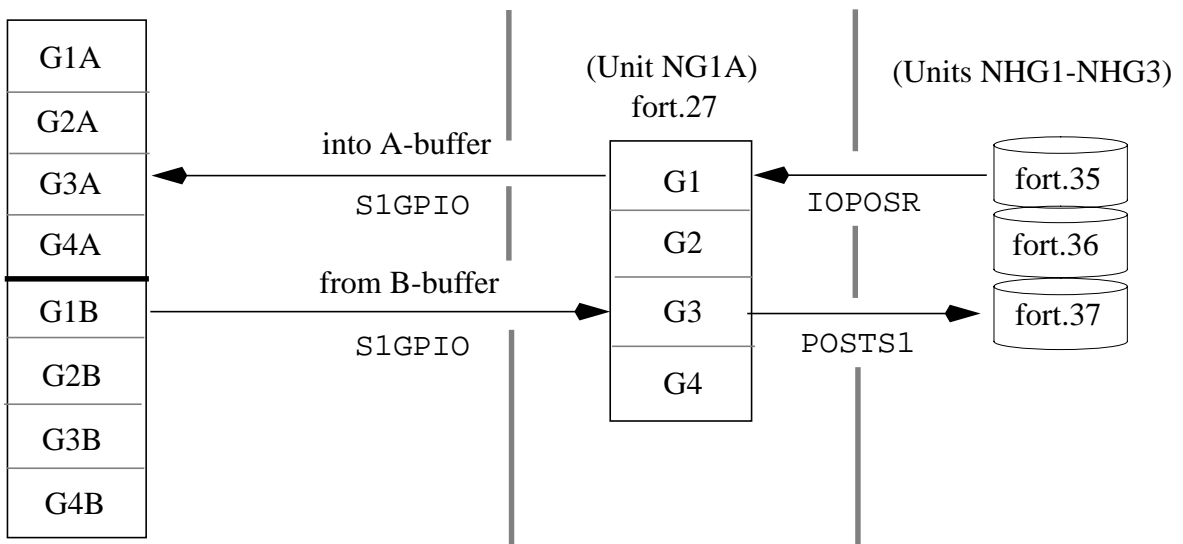 G1A
G2A
G3A
G4A
G1B
G2B
G3B
G4B
into A-buffer
S1GPIO
from B-buffer
S1GPIO
(Unit NG1A)
fort.27
G1
G2
G3
G4
IOPOSR
POSTS1
(Units NHG1-NHG3)
fort.35
fort.36
fort.37